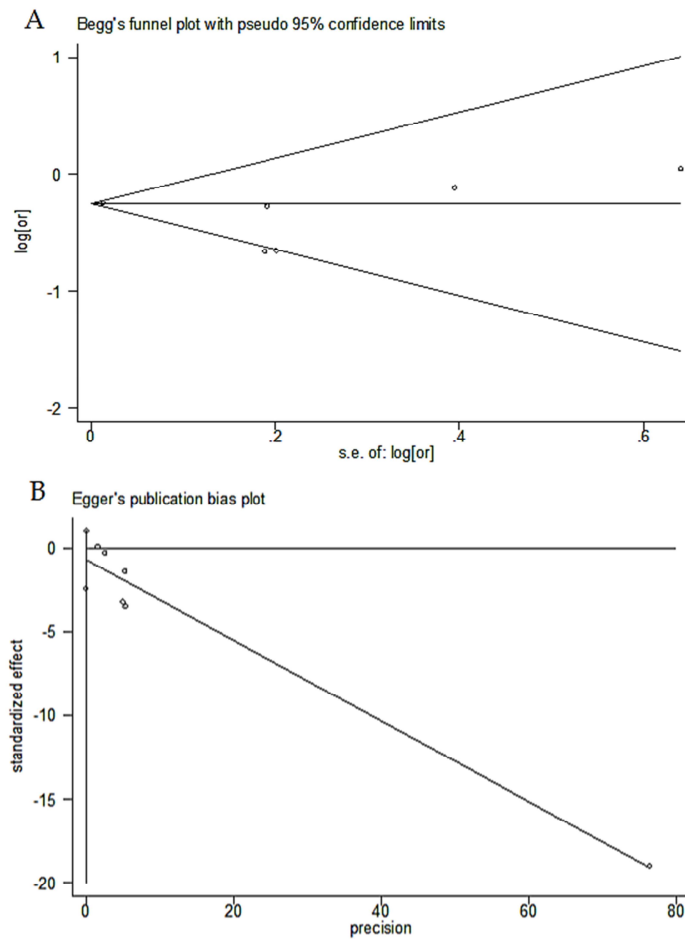 A
Begg's funnel plot with pseudo 95% confidence limits
1
0
-1
-2
log[or]
0
.2
.4
.6
s.e. of: log[or]
B
Egger's publication bias plot
0
-5
-10
-15
-20
standardized effect
0
20
40
60
80
precision